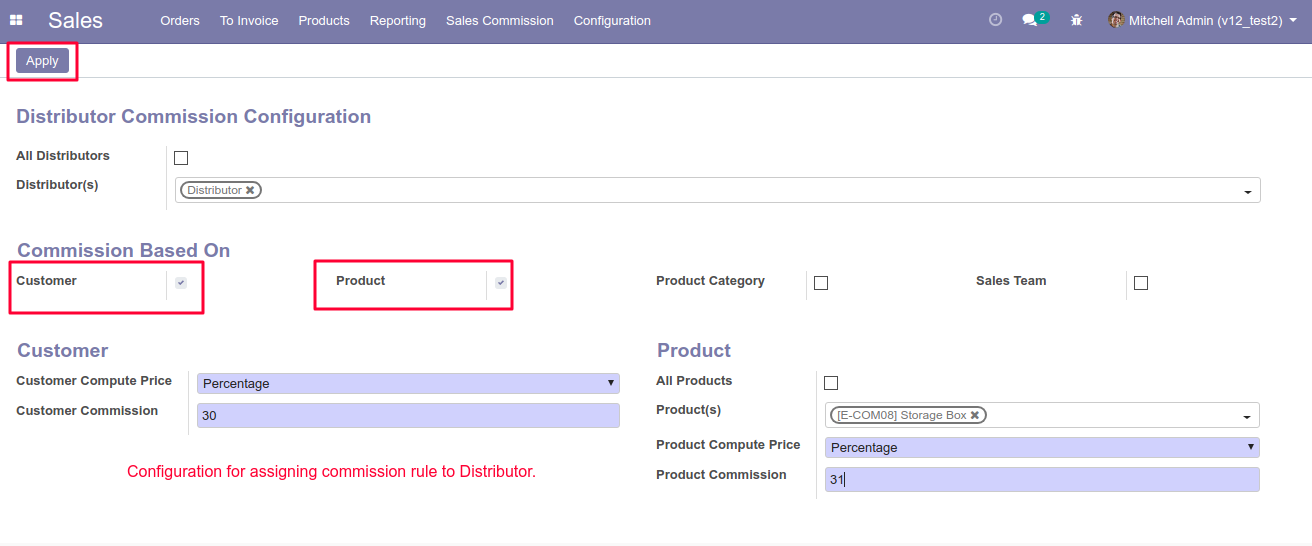 Sales Orders To Invoice Products Reporting Sales Commission Configuration 2 Mitchell Admin (v12_test2)
Apply
Distributor Commission Configuration
All Distributors
Distributor(s) Distributor
Commission Based On
Customer Product Product Category Sales Team
Customer Product
Customer Compute Price Percentage All Products
Customer Commission 30 Product(s) [E-COM08] Storage Box
Product Compute Price Percentage
Configuration for assigning commission rule to Distributor. Product Commission 31